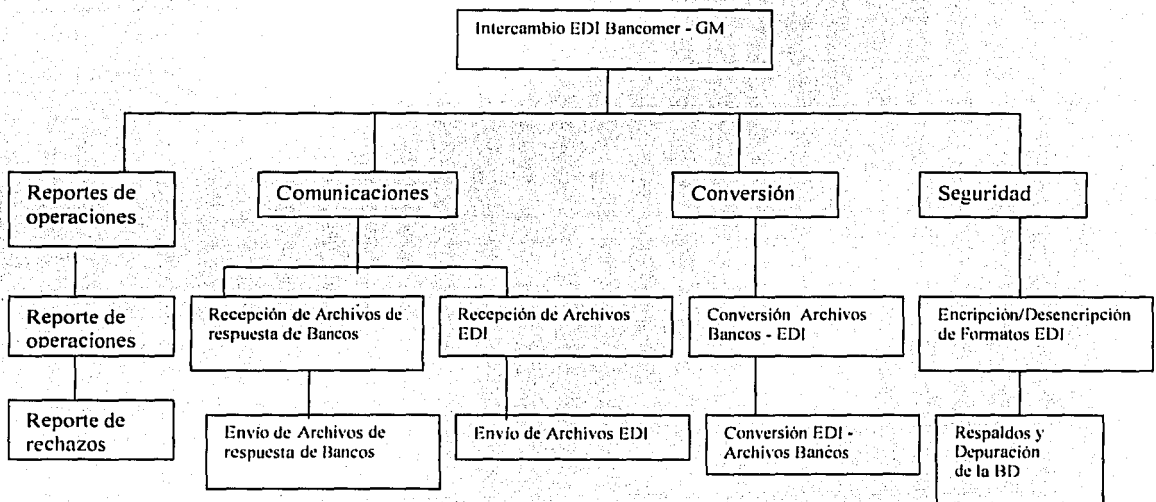 Intercambio EDI Bancomer - GM
Reportes de
operaciones
Comunicaciones
Conversión
Seguridad
Reporte de
operaciones
Recepción de Archivos de
respuesta de Bancos
Recepción de Archivos
EDI
Conversión Archivos
Bancos - EDI
Encripción/Desencripción
de Formatos EDI
Reporte de
rechazos
Envío de Archivos de
respuesta de Bancos
Envío de Archivos EDI
Conversión EDI -
Archivos Bancos
Respaldos y
Depuración
de la BD